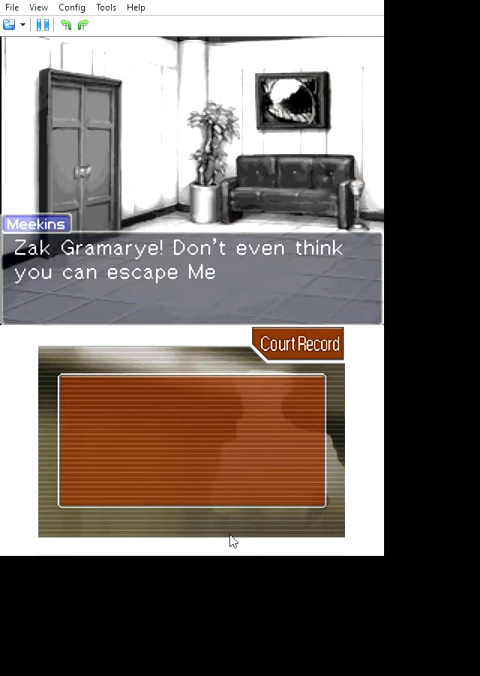 File View Config Tools Help
Meekins
Zak Gramarye! Don't even think
you can escape Me
Court Record